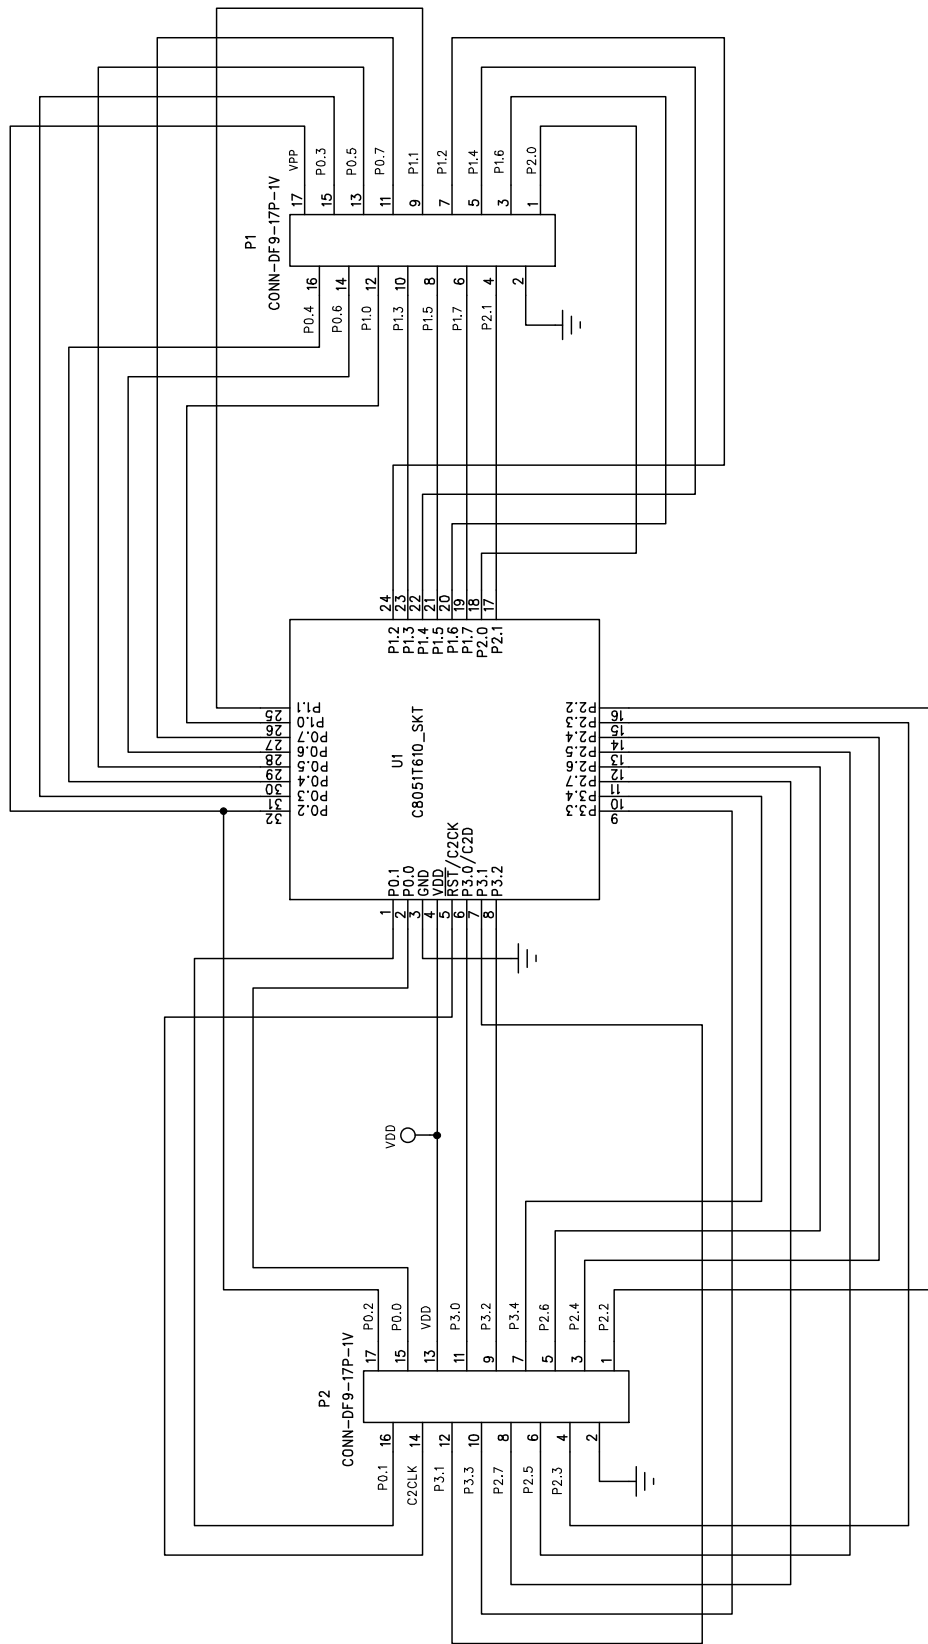 P1
CONN-DF9-17P-1V
17 VPP
15 P0.3
13 P0.5
11 P0.7
9 P1.1
7 P1.2
5 P1.4
3 P1.6
1 P2.0
16 P0.4
14 P0.6
12 P1.0
10 P1.3
8 P1.5
6 P1.7
4 P2.1
2
U1
C8051T610_SKT
24 P1.2
23 P1.3
22 P1.4
21 P1.5
20 P1.6
19 P1.7
18 P2.0
17 P2.1
25 P1.1
26 P1.0
27 P0.7
28 P0.6
29 P0.5
30 P0.4
31 P0.3
32 P0.2
P2.2 16
P2.3 15
P2.4 14
P2.5 13
P2.6 12
P2.7 11
P3.4 10
P3.3 9
1 P0.1
2 P0.0
3 GND
4 VDD
5 RST/C2CK
6 P3.0/C2D
7 P3.1
8 P3.2
VDD
P2
CONN-DF9-17P-1V
17 P0.2
15 P0.0
13 VDD
11 P3.0
9 P3.2
7 P3.4
5 P2.6
3 P2.4
1 P2.2
16 P0.1
14 C2CLK
12 P3.1
10 P3.3
8 P2.7
6 P2.5
4 P2.3
2